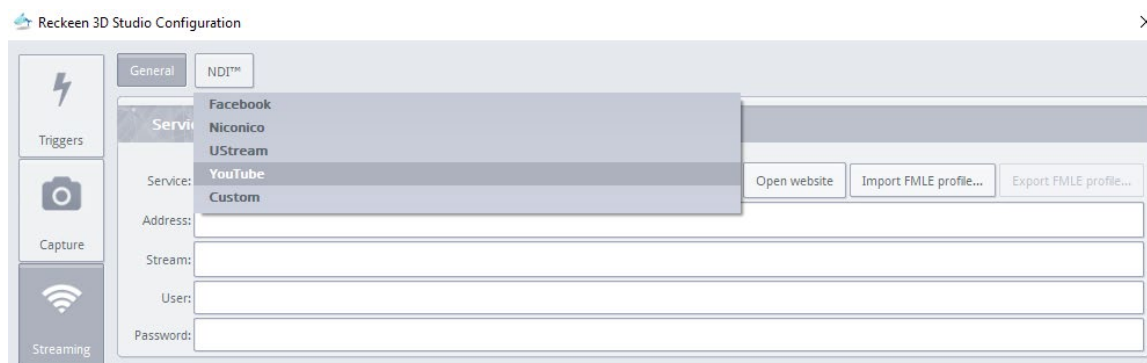 Reckeen 3D Studio Configuration
General NDI™
Facebook
Niconico
UStream
YouTube
Custom
Triggers
Capture
Streaming
Servi
Service:
Open website Import FMLE profile... Export FMLE profile...
Address:
Stream:
User:
Password: